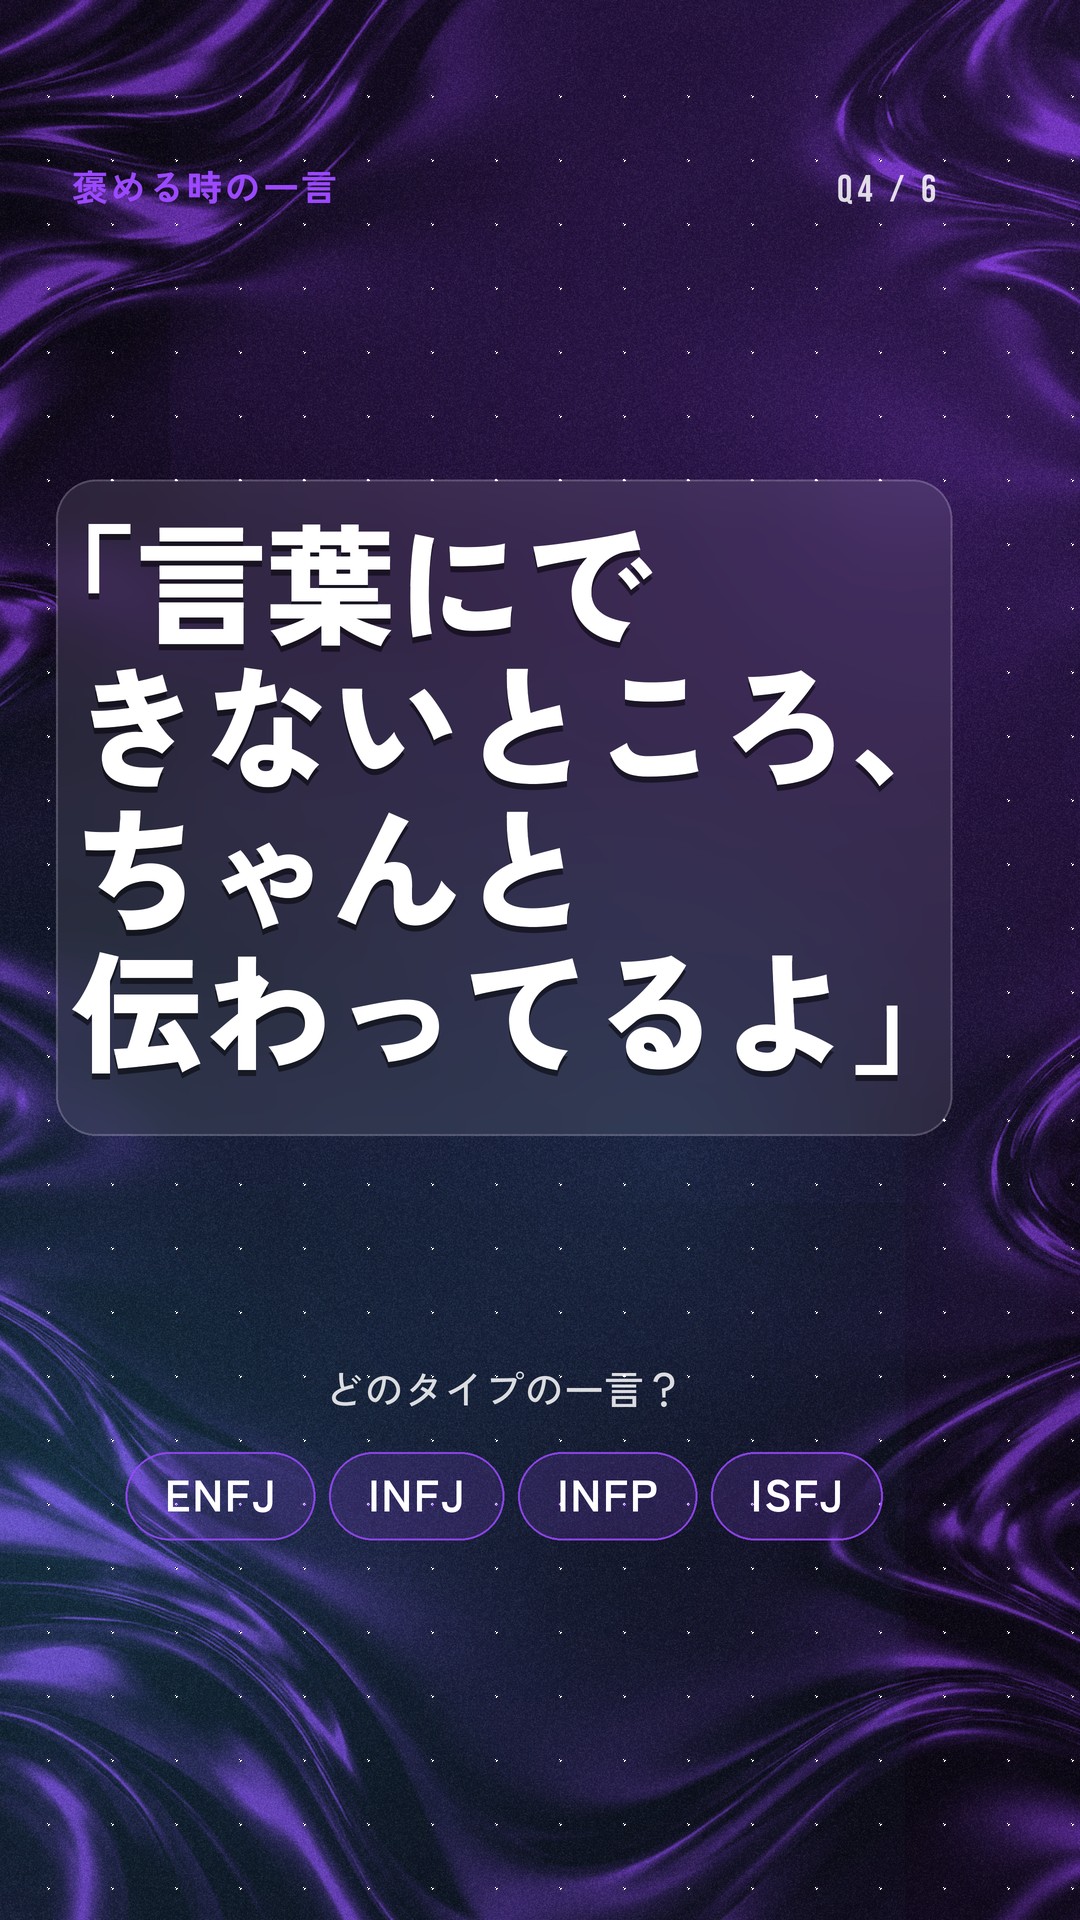 褒める時の一言
Q4 / 6
「言葉にで
きないところ、
ちゃんと
伝わってるよ」
どのタイプの一言？
ENFJ INFJ INFP ISFJ